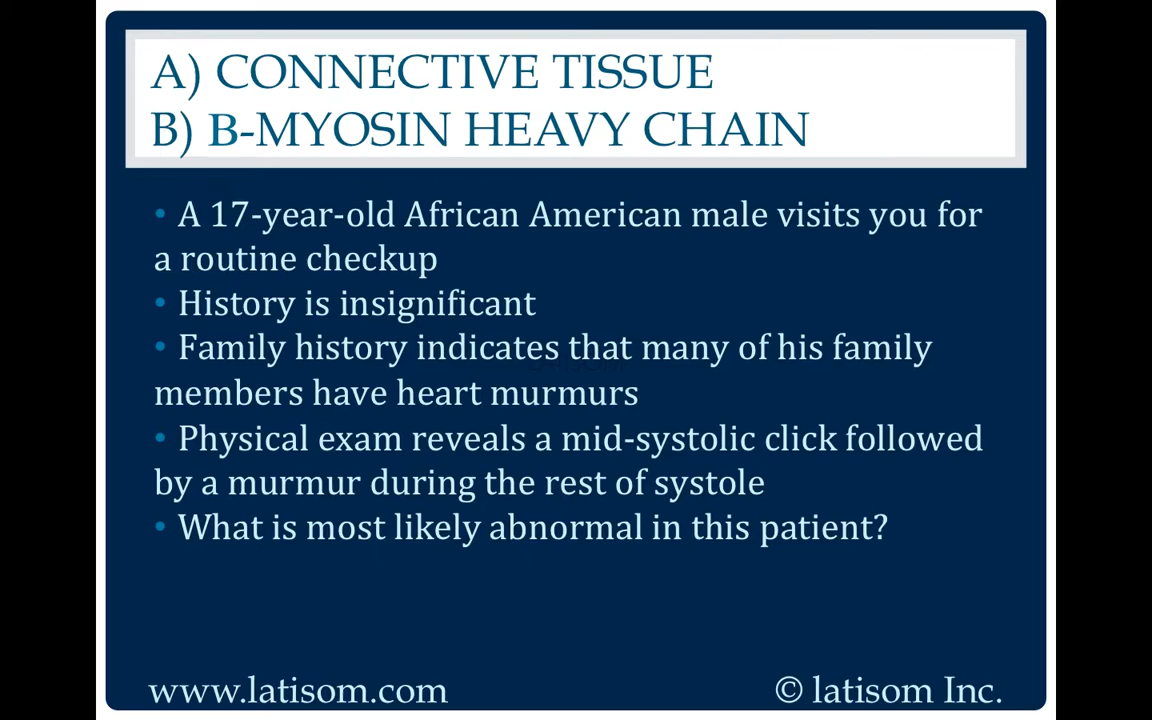 A) CONNECTIVE TISSUE
B) B-MYOSIN HEAVY CHAIN
• A 17-year-old African American male visits you for
a routine checkup
• History is insignificant
• Family history indicates that many of his family
members have heart murmurs
• Physical exam reveals a mid-systolic click followed
by a murmur during the rest of systole
• What is most likely abnormal in this patient?
www.latisom.com
© latisom Inc.